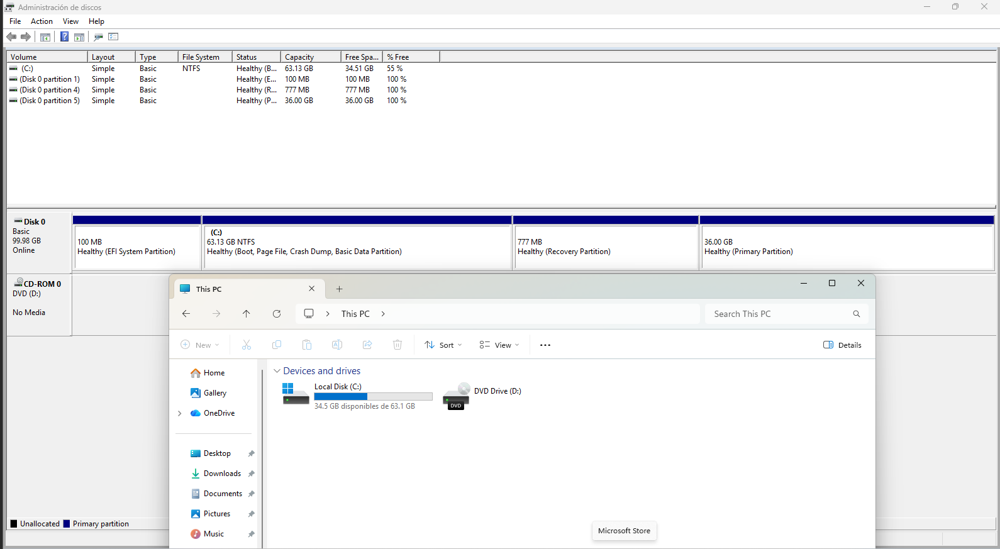 Administración de discos
File Action View Help
Volume Layout Type File System Status Capacity Free Spa... % Free
(C:) Simple Basic NTFS Healthy (B... 63.13 GB 34.51 GB 55 %
(Disk 0 partition 1) Simple Basic Healthy (E... 100 MB 100 MB 100 %
(Disk 0 partition 4) Simple Basic Healthy (R... 777 MB 777 MB 100 %
(Disk 0 partition 5) Simple Basic Healthy (P... 36.00 GB 36.00 GB 100 %
Disk 0
Basic
99.98 GB
Online
100 MB
Healthy (EFI System Partition)
(C:)
63.13 GB NTFS
Healthy (Boot, Page File, Crash Dump, Basic Data Partition)
777 MB
Healthy (Recovery Partition)
36.00 GB
Healthy (Primary Partition)
CD-ROM 0
DVD (D:)
No Media
This PC
This PC
Search This PC
New Sort View Details
Home
Gallery
OneDrive
Desktop
Downloads
Documents
Pictures
Music
Devices and drives
Local Disk (C:)
34.5 GB disponibles de 63.1 GB
DVD
DVD Drive (D:)
Microsoft Store
Unallocated Primary partition